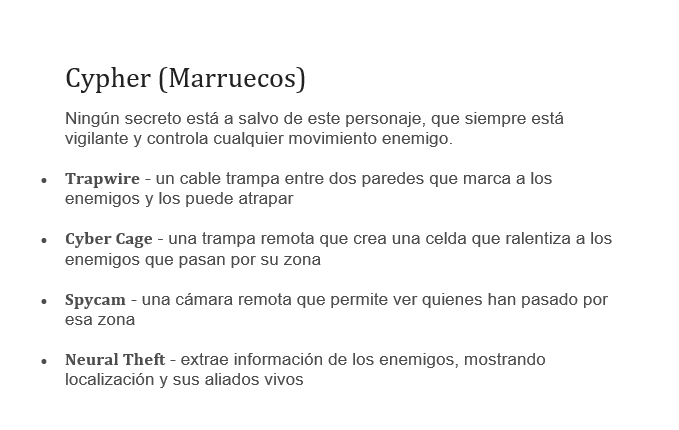 Cypher (Marruecos)
Ningún secreto está a salvo de este personaje, que siempre está
vigilante y controla cualquier movimiento enemigo.
• Trapwire - un cable trampa entre dos paredes que marca a los
enemigos y los puede atrapar
• Cyber Cage - una trampa remota que crea una celda que ralentiza a los
enemigos que pasan por su zona
• Spycam - una cámara remota que permite ver quienes han pasado por
esa zona
• Neural Theft - extrae información de los enemigos, mostrando
localización y sus aliados vivos